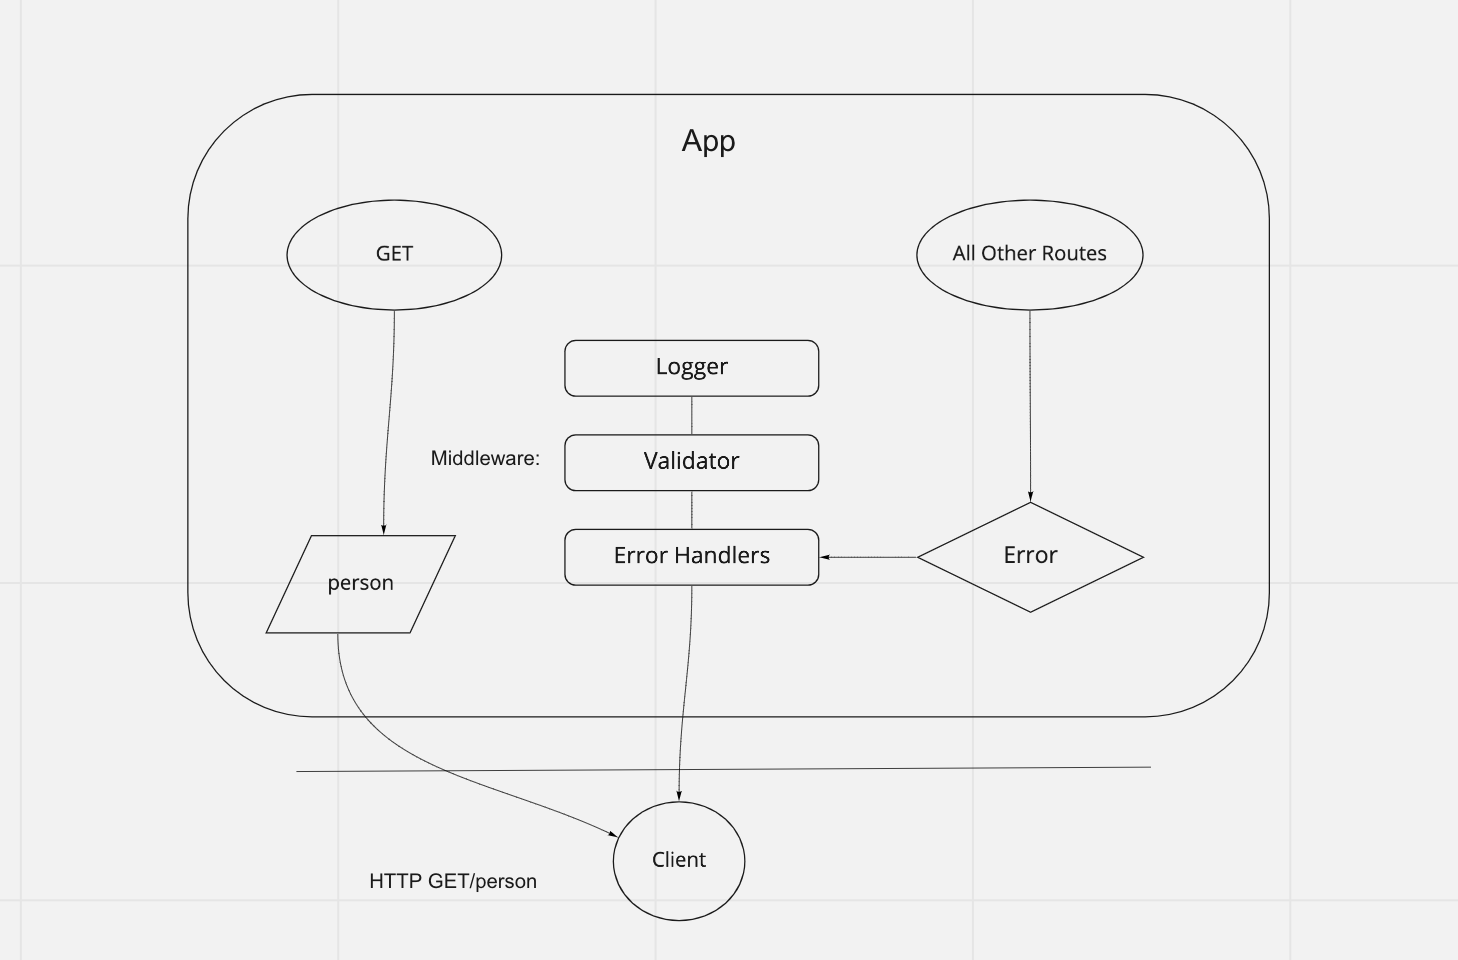 App
GET
All Other Routes
Logger
Middleware:
Validator
Error Handlers
Error
person
Client
HTTP GET/person